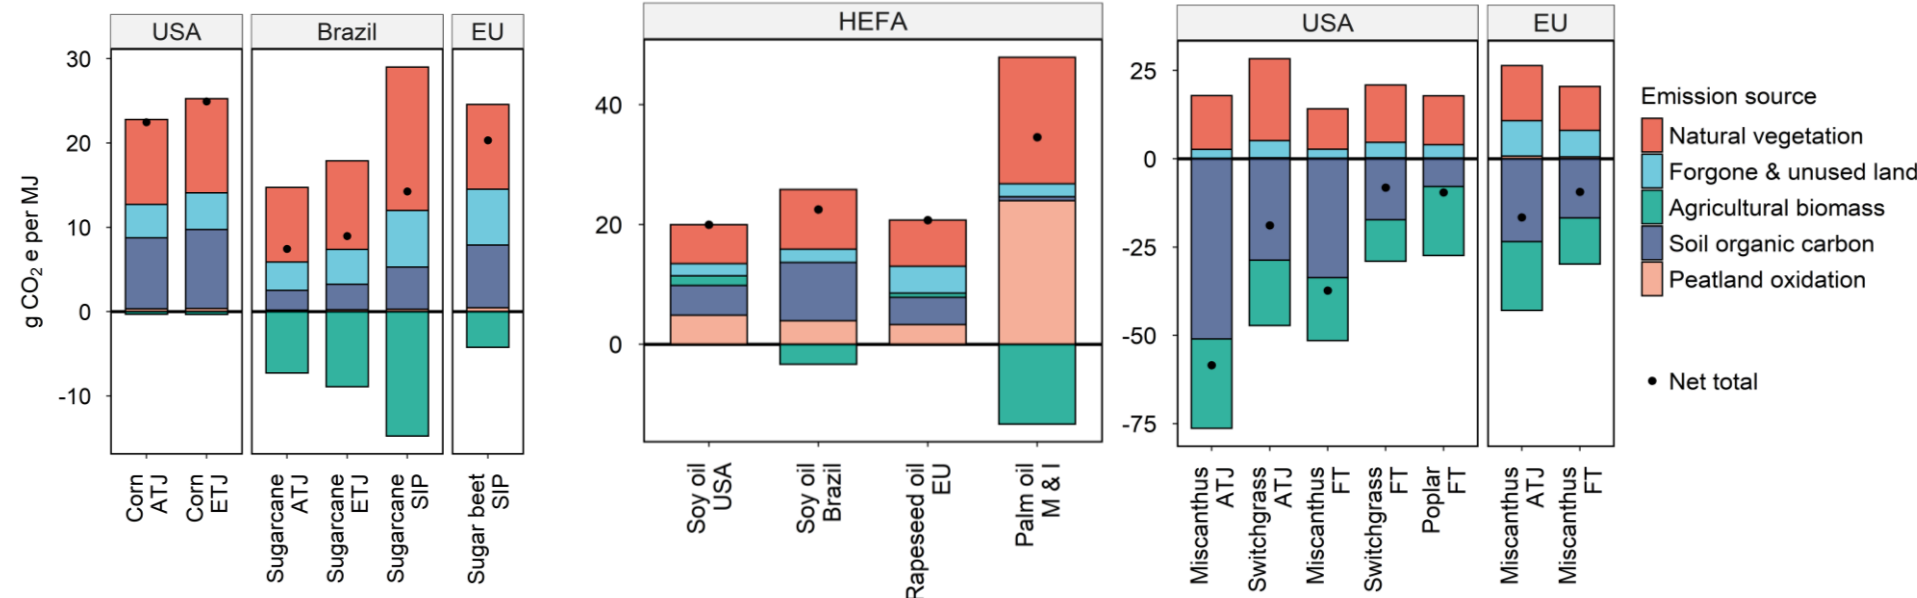 USA
Brazil
EU
g CO2 e per MJ
30
20
10
0
-10
Corn
ATJ
Corn
ETJ
Sugarcane
ATJ
Sugarcane
ETJ
Sugarcane
SIP
Sugar beet
SIP
HEFA
40
20
0
Soy oil
USA
Soy oil
Brazil
Rapeseed oil
EU
Palm oil
M & I
USA
EU
25
0
-25
-50
-75
Miscanthus
ATJ
Switchgrass
ATJ
Miscanthus
FT
Switchgrass
FT
Poplar
FT
Miscanthus
ATJ
Miscanthus
FT
Emission source
Natural vegetation
Forgone & unused land
Agricultural biomass
Soil organic carbon
Peatland oxidation
Net total